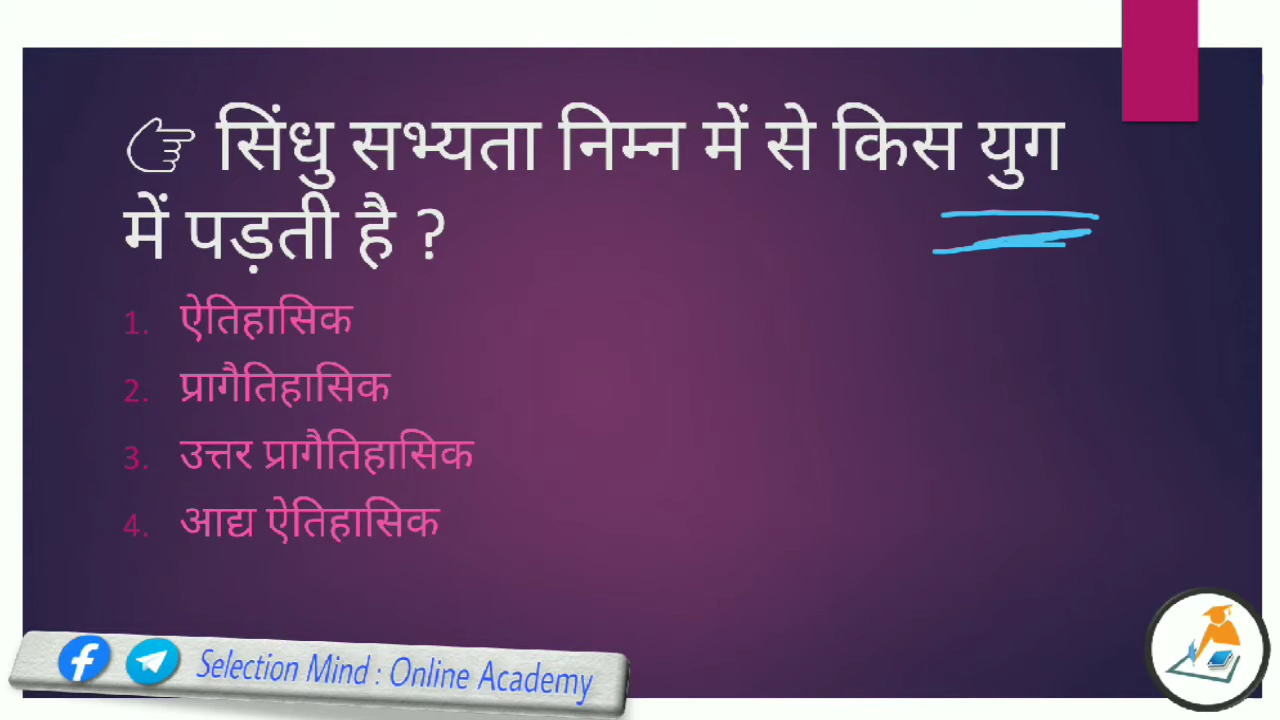 👉 सिंधु सभ्यता निम्न में से किस युग
में पड़ती है ?
1. ऐतिहासिक
2. प्रागैतिहासिक
3. उत्तर प्रागैतिहासिक
4. आद्य ऐतिहासिक
Selection Mind : Online Academy